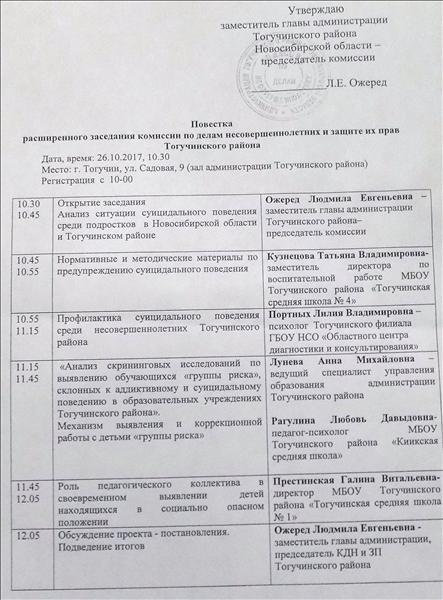 Утверждаю
заместитель главы администрации
Тогучинского района
Новосибирской области –
председатель комиссии
Л.Е. Ожеред
Повестка
расширенного заседания комиссии по делам несовершеннолетних и защите их прав
Тогучинского района
Дата, время: 26.10.2017, 10.30
Место: г. Тогучин, ул. Садовая, 9 (зал администрации Тогучинского района)
Регистрация с 10-00
10.30
10.45
Открытие заседания
Анализ ситуации суицидального поведения
среди подростков в Новосибирской области
и Тогучинском районе
Ожеред Людмила Евгеньевна –
заместитель главы администрации
Тогучинского района–
председатель комиссии
10.45
10.55
Нормативные и методические материалы по
предупреждению суицидального поведения
Кузнецова Татьяна Владимировна-
заместитель директора по
воспитательной работе МБОУ
Тогучинского района «Тогучинская
средняя школа № 4»
10.55
11.15
Профилактика суицидального поведения
среди несовершеннолетних Тогучинского
района
Портных Лилия Владимировна –
психолог Тогучинского филиала
ГБОУ НСО «Областного центра
диагностики и консультирования»
11.15
11.45
«Анализ скрининговых исследований по
выявлению обучающихся «группы риска»,
склонных к аддиктивному и суицидальному
поведению в образовательных учреждениях
Тогучинского района».
Механизм выявления и коррекционной
работы с детьми «группы риска»
Лунева Анна Михайловна –
ведущий специалист управления
образования администрации
Тогучинского района
Рагулина Любовь Давыдовна-
педагог-психолог МБОУ
Тогучинского района «Киикская
средняя школа»
11.45
12.05
Роль педагогического коллектива в
своевременном выявлении детей
находящихся в социально опасном
положении
Престинская Галина Витальевна-
директор МБОУ Тогучинского
района «Тогучинская средняя школа
№ 1»
12.05
Обсуждение проекта - постановления.
Подведение итогов
Ожеред Людмила Евгеньевна -
заместитель главы администрации,
председатель КДН и ЗП
Тогучинского района